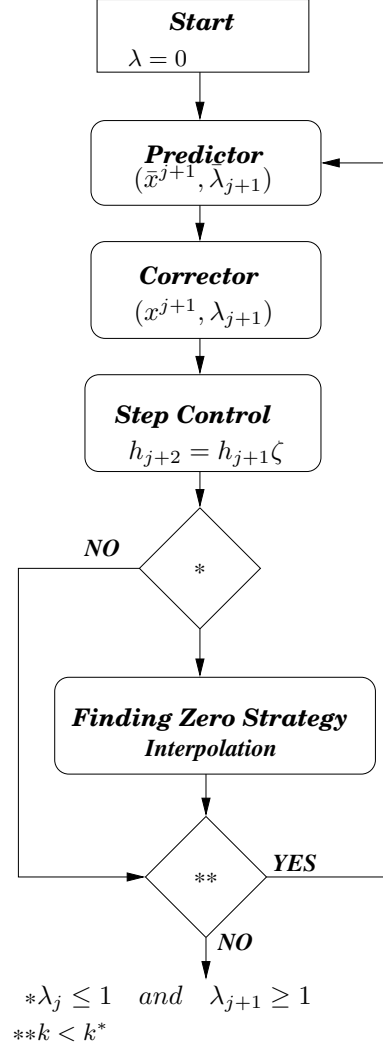 Start
λ = 0
Predictor
(x̄^{j+1}, λ̄_{j+1})
Corrector
(x^{j+1}, λ_{j+1})
Step Control
h_{j+2} = h_{j+1}ζ
NO
*
Finding Zero Strategy
Interpolation
**
YES
NO
*λ_j ≤ 1 and λ_{j+1} ≥ 1
**k < k*